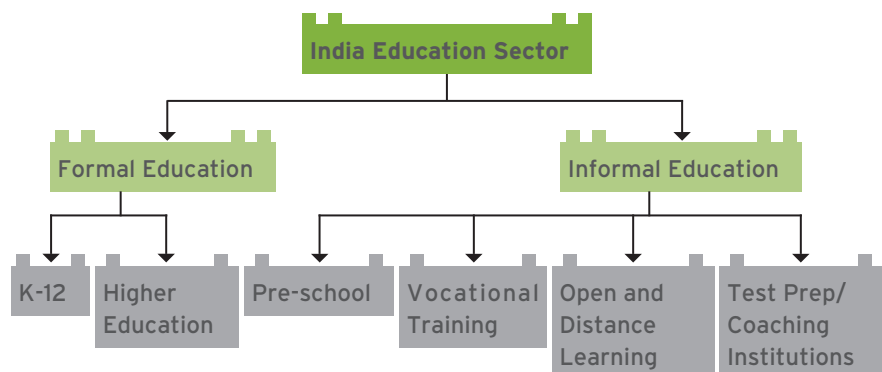 India Education Sector
Formal Education
Informal Education
K-12
Higher
Education
Pre-school
Vocational
Training
Open and
Distance
Learning
Test Prep/
Coaching
Institutions